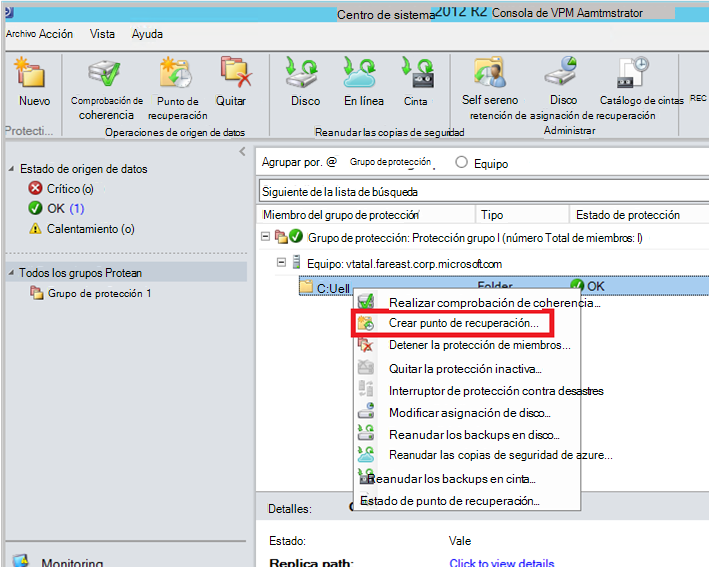 Centro de sistema 2012 R2 Consola de VPM Aamtmstrator
Archivo Acción Vista Ayuda
Nuevo
Comprobación de coherencia
Punto de recuperación
Quitar
Disco
En línea
Cinta
Self sereno
Disco
Catálogo de cintas
REC
retención de asignación de recuperación
Protecti...
Operaciones de origen de datos
Reanudar las copias de seguridad
Administrar
Estado de origen de datos
Crítico (o)
OK (1)
Calentamiento (o)
Todos los grupos Protean
Grupo de protección 1
Monitoring
Agrupar por. @ Grupo de protección Equipo
Siguiente de la lista de búsqueda
Miembro del grupo de protección Tipo Estado de protección
Grupo de protección: Protección grupo I (número Total de miembros: I)
Equipo: vtatal.fareast.corp.microsoft.com
C:Uell Folder OK
Realizar comprobación de coherencia...
Crear punto de recuperación...
Detener la protección de miembros...
Quitar la protección inactiva...
Interruptor de protección contra desastres
Modificar asignación de disco...
Reanudar los backups en disco...
Reanudar las copias de seguridad de azure...
Reanudar los backups en cinta...
Estado de punto de recuperación...
Detalles:
Estado: Vale
Replica path: Click to view details